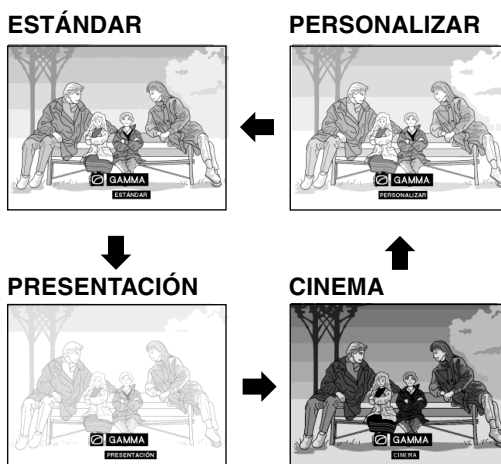 ESTÁNDAR
PERSONALIZAR
GAMMA
ESTÁNDAR
GAMMA
PERSONALIZAR
PRESENTACIÓN
CINEMA
GAMMA
PRESENTACIÓN
GAMMA
CINEMA